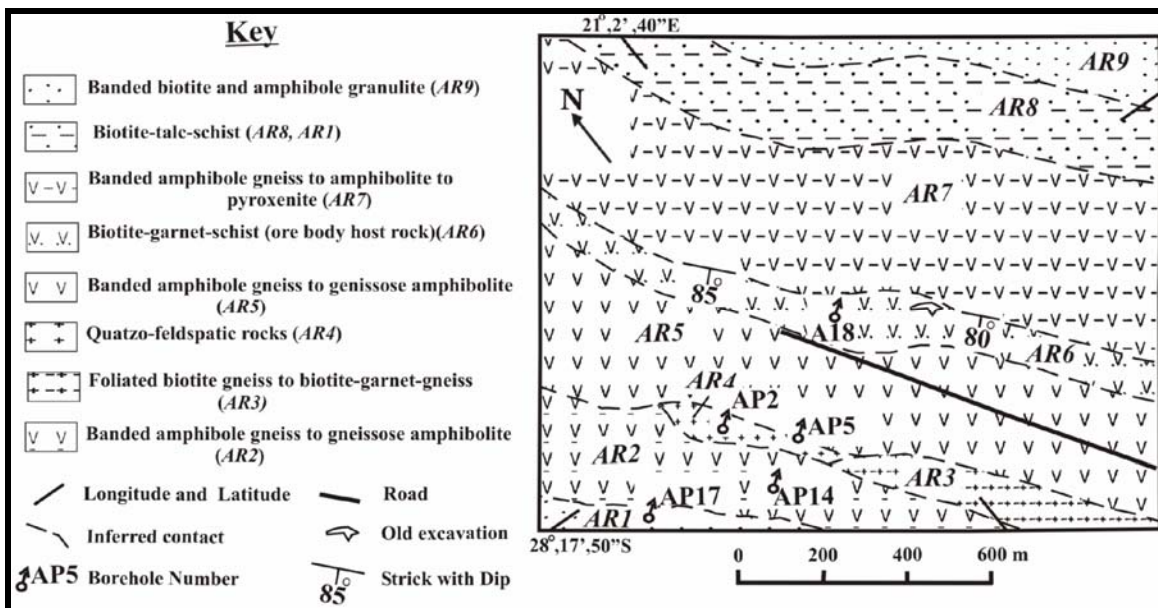 Key
Banded biotite and amphibole granulite (AR9)
Biotite-talc-schist (AR8, AR1)
Banded amphibole gneiss to amphibolite to
pyroxenite (AR7)
Biotite-garnet-schist (ore body host rock)(AR6)
Banded amphibole gneiss to genissose amphibolite
(AR5)
Quatzo-feldspatic rocks (AR4)
Foliated biotite gneiss to biotite-garnet-gneiss
(AR3)
Banded amphibole gneiss to gneissose amphibolite
(AR2)
Longitude and Latitude
Road
Inferred contact
Old excavation
AP5 Borehole Number
85° Strick with Dip
21°,2',40”E
N
AR9
AR8
AR7
85°
A18
80°
AR5
AR6
AR4
AP2
AP5
AR2
AR3
AP17
AP14
AR1
28°,17',50”S
0 200 400 600 m